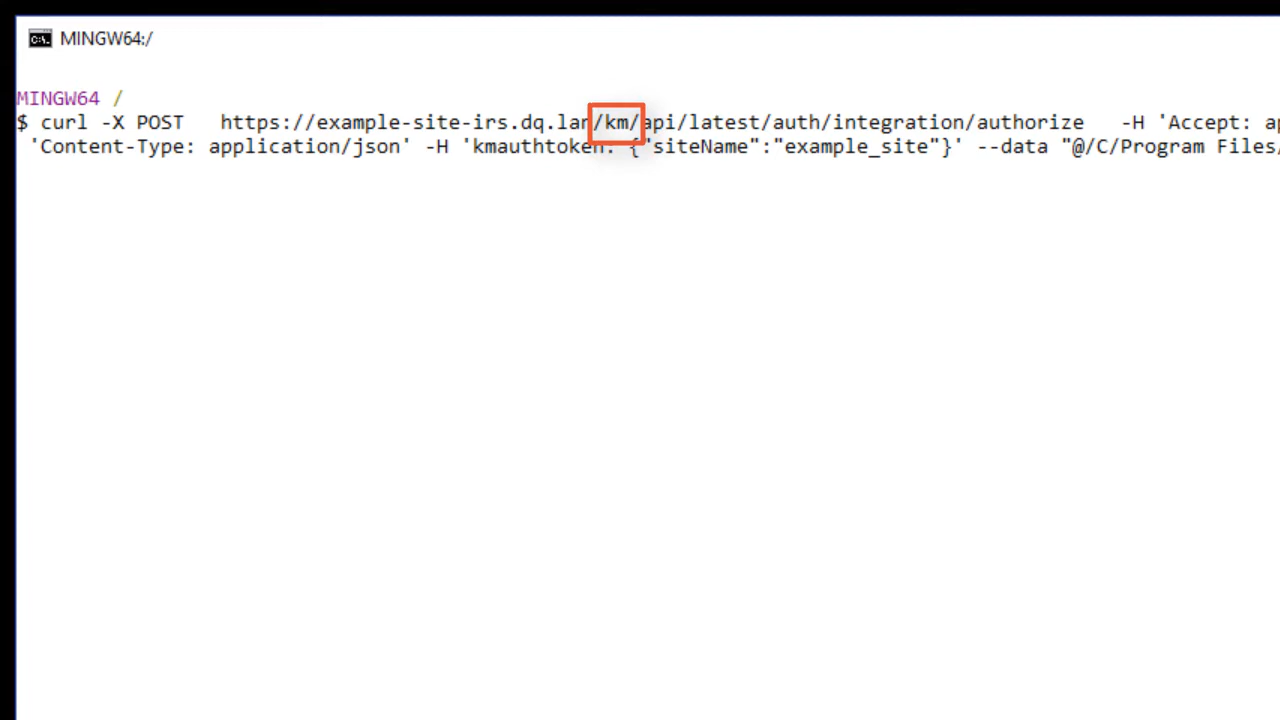 MINGW64:/
MINGW64 /
$ curl -X POST   https://example-site-irs.dq.lan/km/api/latest/auth/integration/authorize   -H 'Accept:
'Content-Type: application/json' -H 'kmauthtoken: {"siteName":"example_site"}' --data "@/C/Program Files/